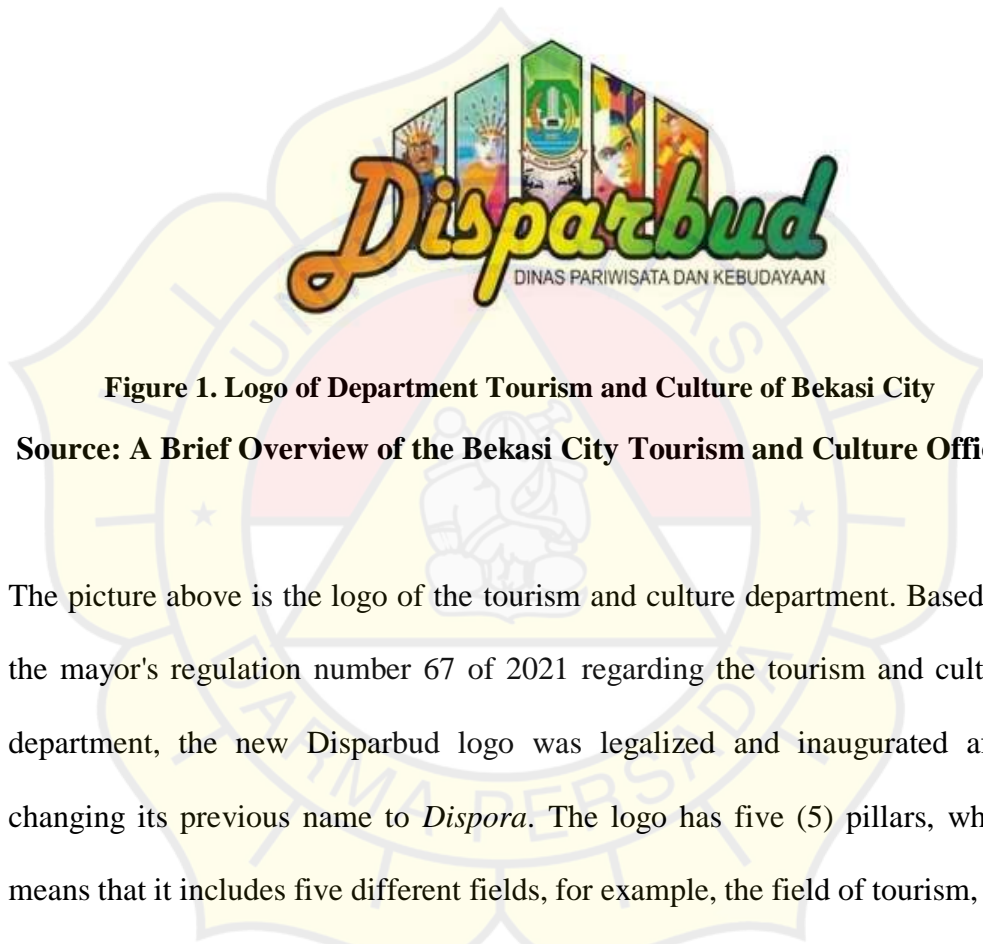 Disparbud
DINAS PARIWISATA DAN KEBUDAYAAN
Figure 1. Logo of Department Tourism and Culture of Bekasi City
Source: A Brief Overview of the Bekasi City Tourism and Culture Offi
The picture above is the logo of the tourism and culture department. Based
the mayor's regulation number 67 of 2021 regarding the tourism and cult
department, the new Disparbud logo was legalized and inaugurated a
changing its previous name to Dispora. The logo has five (5) pillars, wh
means that it includes five different fields, for example, the field of tourism,
UNIVERSITAS
DARMA PERSADA